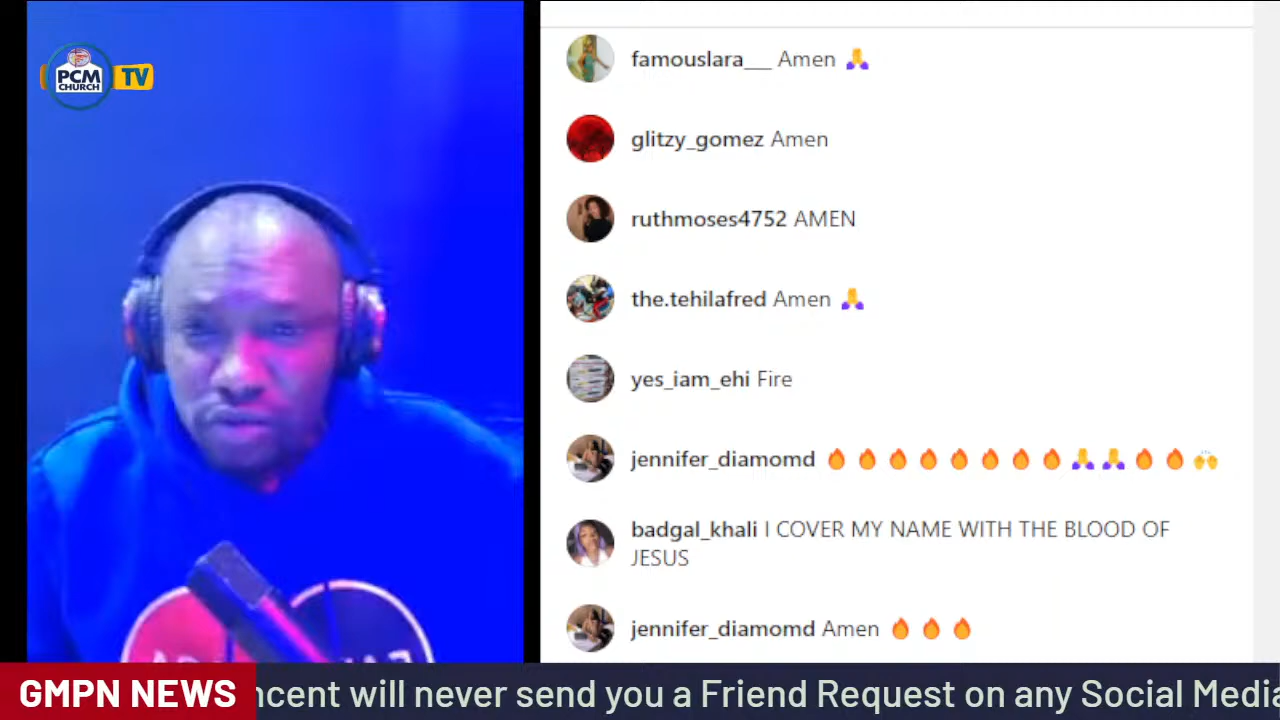 PCM
CHURCH
TV
famouslara___ Amen 🙏
glitzy_gomez Amen
ruthmoses4752 AMEN
the.tehilafred Amen 🙏
yes_iam_ehi Fire
jennifer_diamomd 🔥 🔥 🔥 🔥 🔥 🔥 🔥 🔥 🙏 🙏 🔥 🔥 🙌
badgal_khali I COVER MY NAME WITH THE BLOOD OF
JESUS
jennifer_diamomd Amen 🔥 🔥 🔥
GMPN NEWS
ncent will never send you a Friend Request on any Social Media